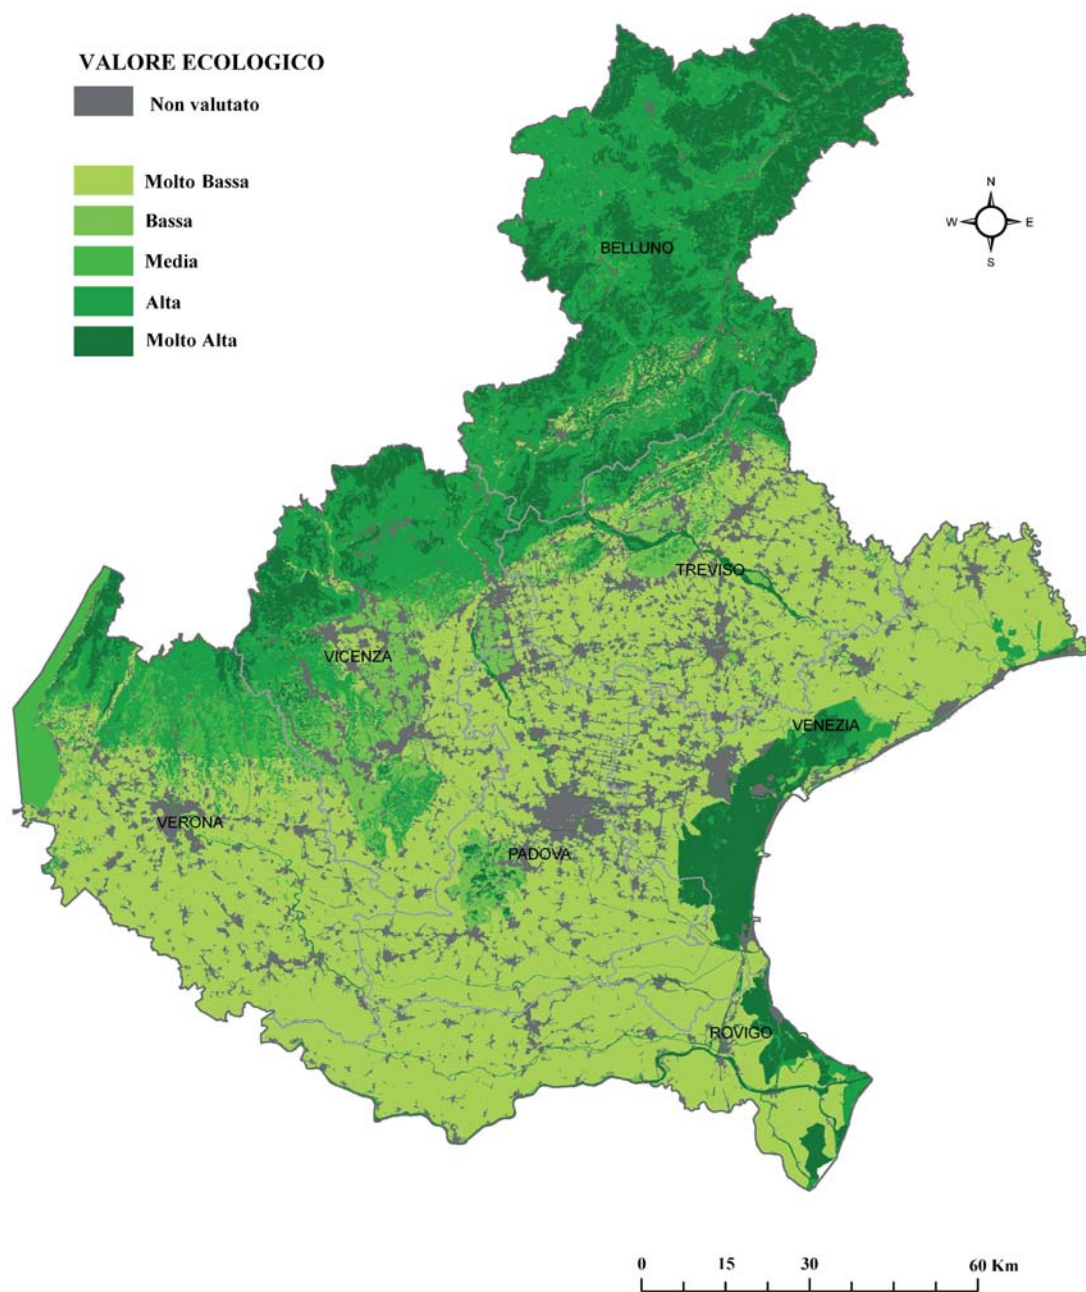 VALORE ECOLOGICO
Non valutato
Molto Bassa
Bassa
Media
Alta
Molto Alta
N
W E
S
BELLUNO
TREVISO
VICENZA
VENEZIA
VERONA
PADOVA
ROVIGO
0 15 30 60 Km